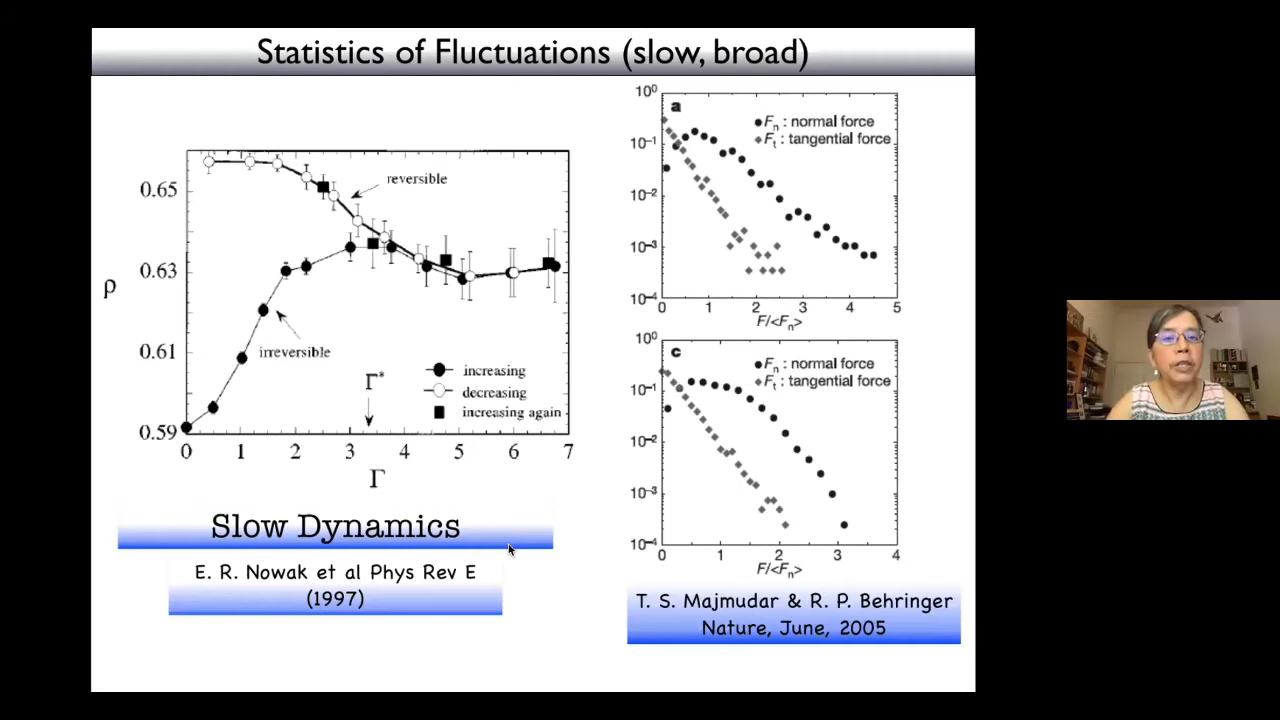 Statistics of Fluctuations (slow, broad)
0.65
0.63
0.61
0.59
ρ
reversible
irreversible
Γ*
increasing
decreasing
increasing again
0 1 2 3 4 5 6 7
Γ
Slow Dynamics
E. R. Nowak et al Phys Rev E
(1997)
a
Fn : normal force
Ft : tangential force
10⁰
10⁻¹
10⁻²
10⁻³
10⁻⁴
0 1 2 3 4 5
F/<Fn>
c
Fn : normal force
Ft : tangential force
10⁰
10⁻¹
10⁻²
10⁻³
10⁻⁴
0 1 2 3 4
F/<Fn>
T. S. Majmudar & R. P. Behringer
Nature, June, 2005